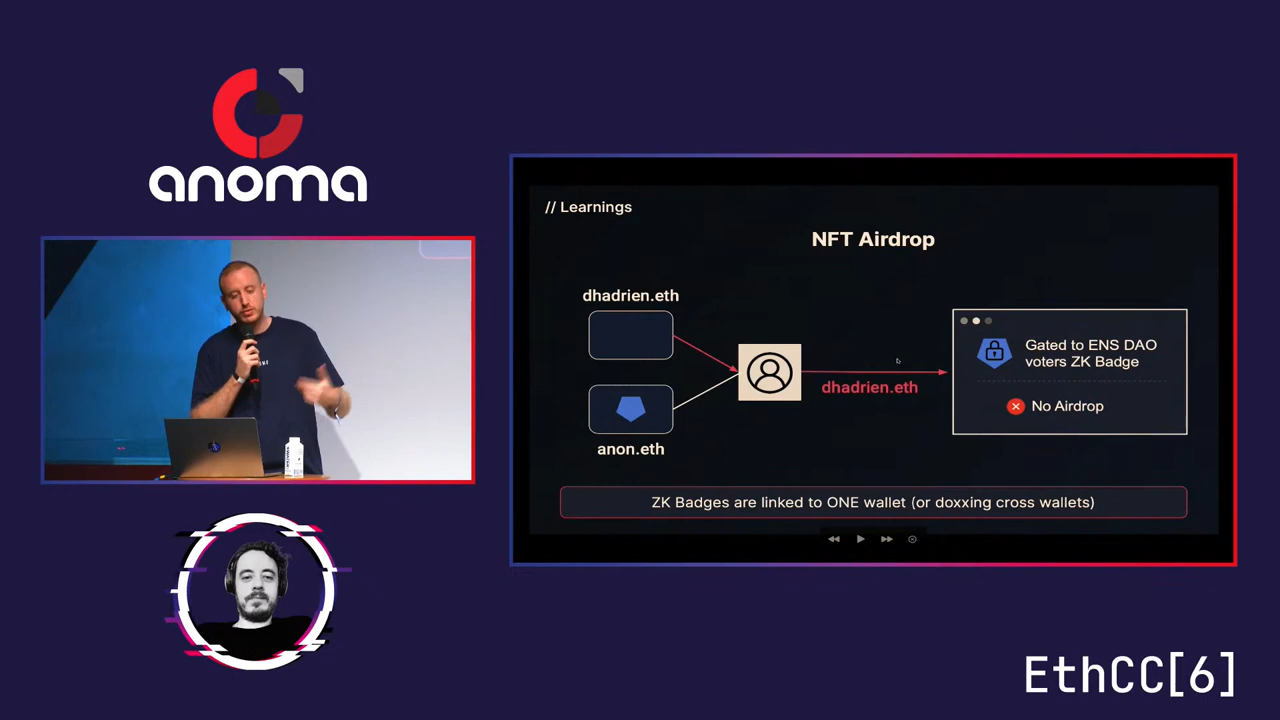 anoma
// Learnings
NFT Airdrop
dhadrien.eth
anon.eth
dhadrien.eth
Gated to ENS DAO
voters ZK Badge
No Airdrop
ZK Badges are linked to ONE wallet (or doxxing cross wallets)
EthCC[6]